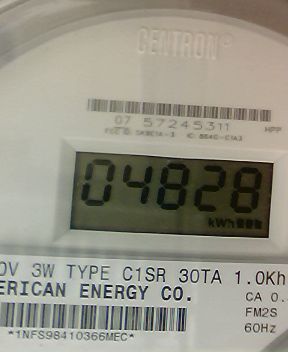 CENTRON®
07 57245311
HPP
04828
kWh
0V 3W TYPE C1SR 30TA 1.0Kh
ERICAN ENERGY CO.
CA 0.
FM2S
*1NFS98410366MEC*
60Hz